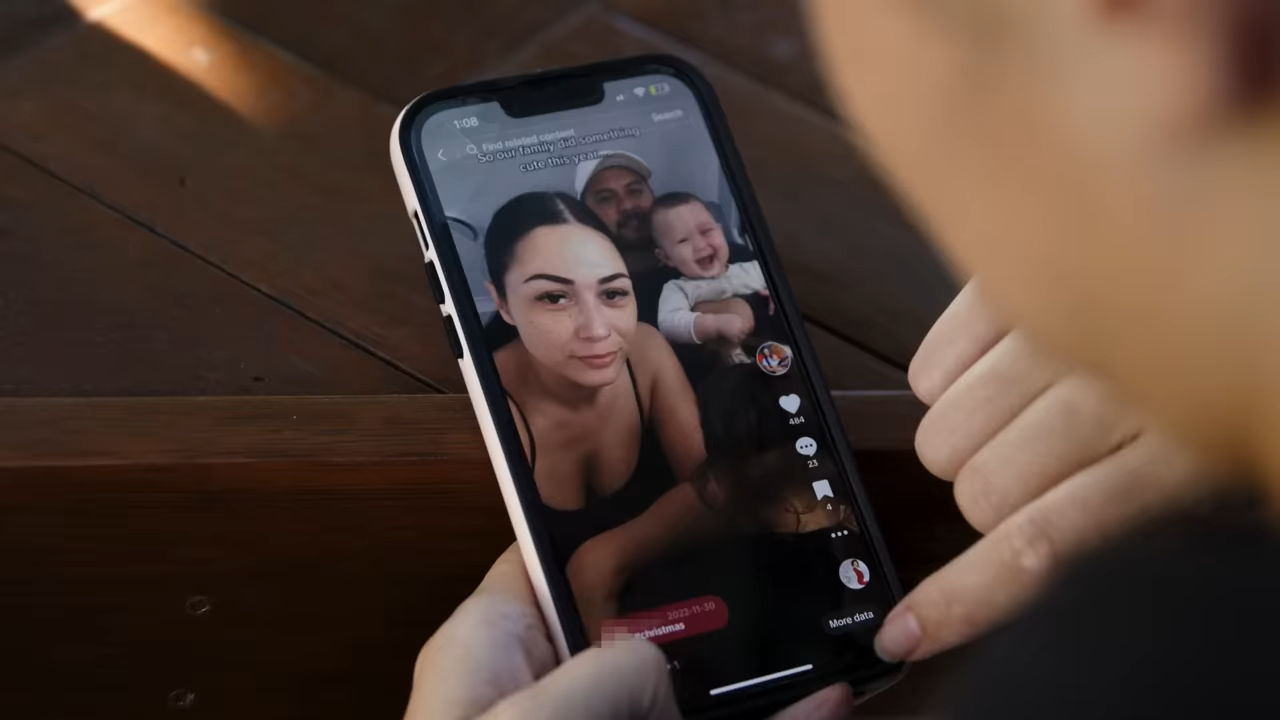 1:08
Search
Find related content
So our family did something
cute this year
484
23
4
More data
2022-11-30
#christmas
1